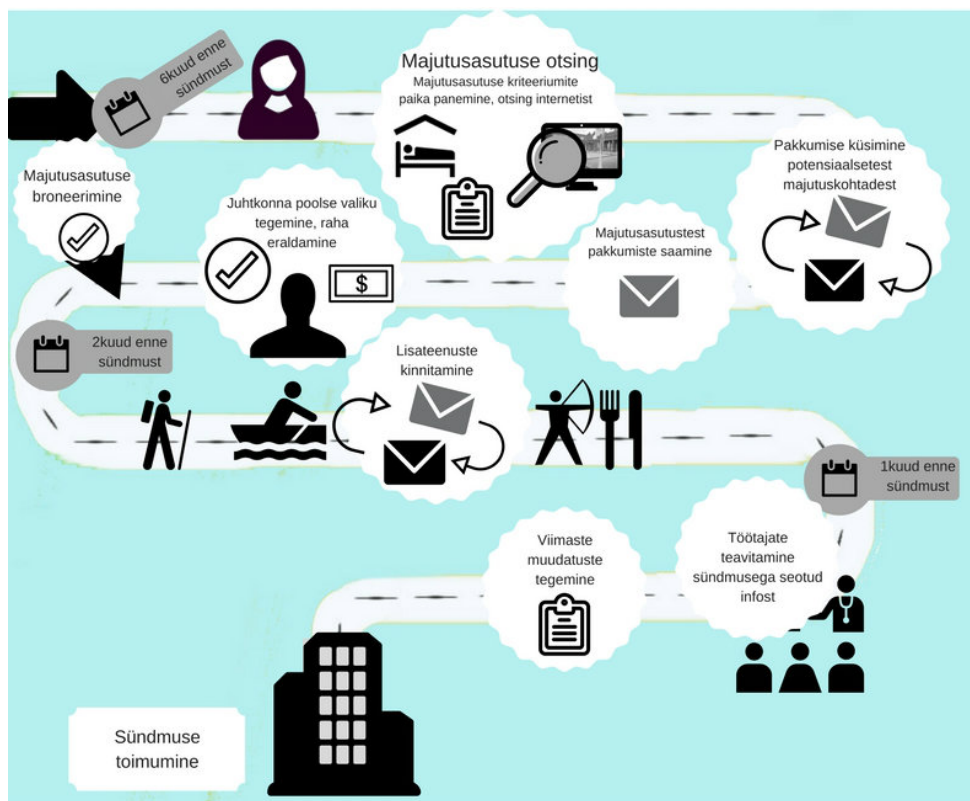 6kuud enne
sündmust
Majutusasutuse otsing
Majutusasutuse kriteeriumite
paika panemine, otsing internetist
Pakkumise küsimine
potensiaalsetest
majutuskohtadest
Majutusasutustest
pakkumiste saamine
Juhtkonna poolse valiku
tegemine, raha
eraldamine
$
Majutusasutuse
broneerimine
2kuud enne
sündmust
Lisateenuste
kinnitamine
1kuud enne
sündmust
Töötajate
teavitamine
sündmusega seotud
infost
Viimaste
muudatuste
tegemine
Sündmuse
toimumine